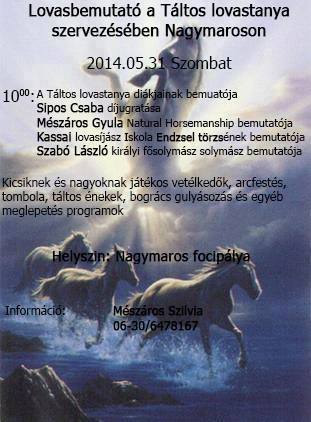 Lovasbemutató a Táltos lovastanya
szervezésében Nagymaroson
2014.05.31 Szombat
10⁰⁰: A Táltos lovastanya diákjainak bemuatója
Sipos Csaba díjugratása
Mészáros Gyula Natural Horsemanship bemutatója
Kassai lovasíjász Iskola Endzsel törzsének bemutatója
Szabó László királyi fősolymász solymász bemutatója
Kicsiknek és nagyoknak játékos vetélkedők, arcfestés,
tombola, táltos énekek, bogrács gulyásozás és egyéb
meglepetés programok
Helyszin: Nagymaros focipálya
Információ: Mészáros Szilvia
06-30/6478167